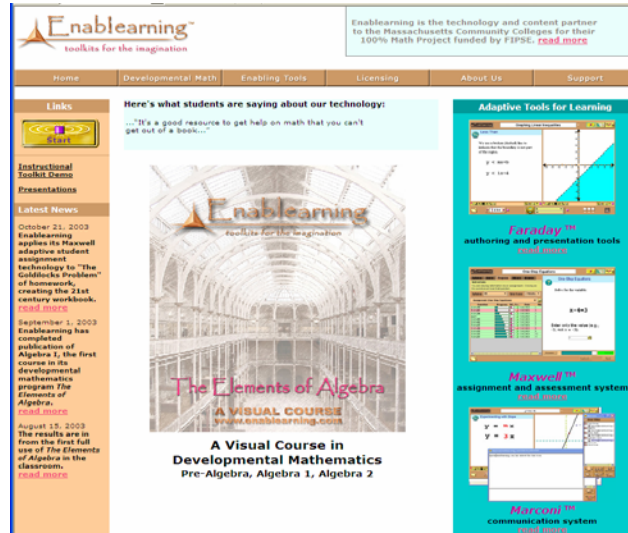 Enablearning™
toolkits for the imagination
Enablearning is the technology and content partner
to the Massachusetts Community Colleges for their
100% Math Project funded by FIPSE. read more
Home
Developmental Math
Enabling Tools
Licensing
About Us
Support
Links
Start
Instructional
Toolkit Demo
Presentations
Latest News
October 21, 2003
Enablearning
applies its Maxwell
adaptive student
assignment
technology to "The
Goldilocks Problem"
of homework,
creating the 21st
century workbook.
read more
September 1, 2003
Enablearning has
completed
publication of
Algebra I, the first
course in its
developmental
mathematics
program The
Elements of
Algebra.
read more
August 15, 2003
The results are in
from the first full
use of The Elements
of Algebra in the
classroom.
read more
Here's what students are saying about our technology:
..."It's a good resource to get help on math that you can't
get out of a book..."
Enablearning
toolkits for the imagination
The Elements of Algebra
A VISUAL COURSE
www.enablearning.com
A Visual Course in
Developmental Mathematics
Pre-Algebra, Algebra 1, Algebra 2
Adaptive Tools for Learning
Faraday™
authoring and presentation tools
read more
x-6=3
Maxwell™
assignment and assessment system
read more
Marconi™
communication system
read more